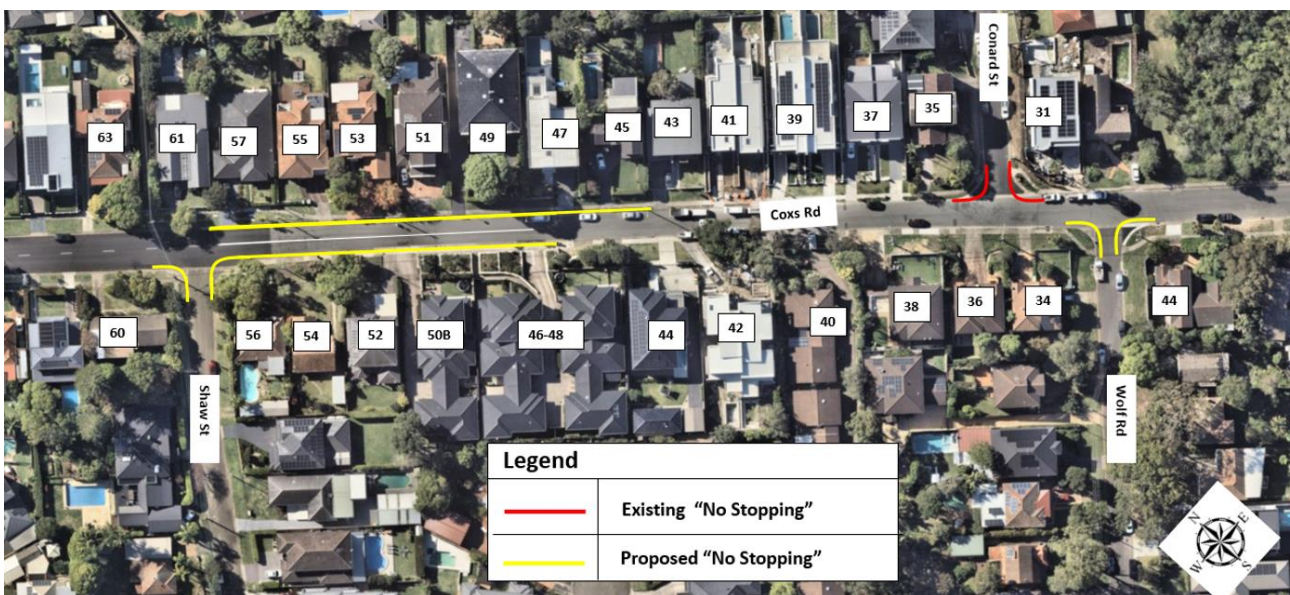 Conard St
63
61
57
55
53
51
49
47
45
43
41
39
37
35
31
Coxs Rd
60
56
54
52
50B
46-48
44
42
40
38
36
34
44
Shaw St
Wolf Rd
Legend
Existing “No Stopping”
Proposed “No Stopping”
N
E
W
S